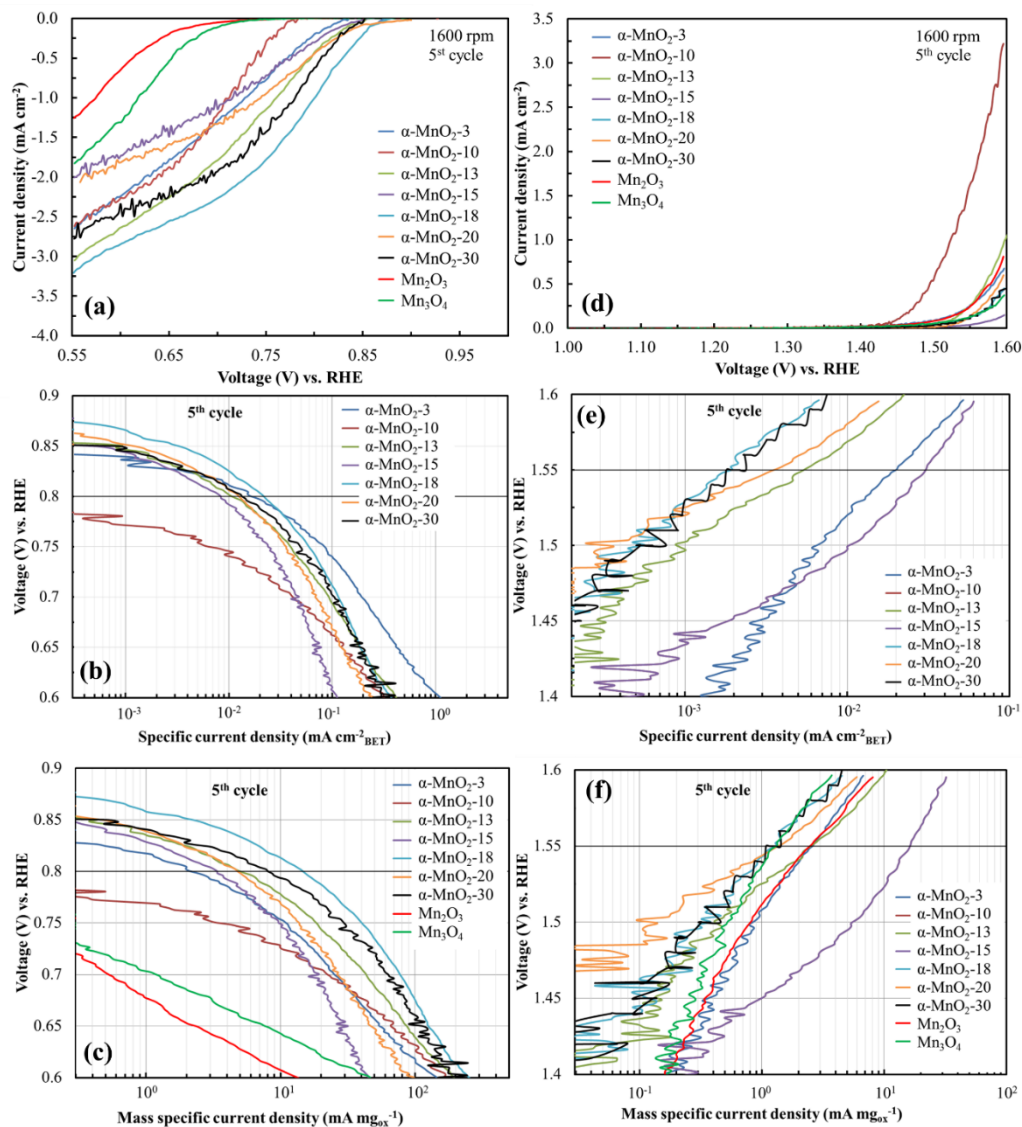 0.0
-0.5
-1.0
-1.5
-2.0
-2.5
-3.0
-3.5
-4.0
Current density (mA cm-2)
1600 rpm
5st cycle
α-MnO2-3
α-MnO2-10
α-MnO2-13
α-MnO2-15
α-MnO2-18
α-MnO2-20
α-MnO2-30
Mn2O3
Mn3O4
(a)
0.55 0.65 0.75 0.85 0.95
Voltage (V) vs. RHE
3.5
3.0
2.5
2.0
1.5
1.0
0.5
0.0
Current density (mA cm-2)
α-MnO2-3
α-MnO2-10
α-MnO2-13
α-MnO2-15
α-MnO2-18
α-MnO2-20
α-MnO2-30
Mn2O3
Mn3O4
1600 rpm
5th cycle
(d)
1.00 1.10 1.20 1.30 1.40 1.50 1.60
Voltage (V) vs. RHE
0.9
0.85
0.8
0.75
0.7
0.65
0.6
Voltage (V) vs. RHE
5th cycle
α-MnO2-3
α-MnO2-10
α-MnO2-13
α-MnO2-15
α-MnO2-18
α-MnO2-20
α-MnO2-30
(b)
10-3 10-2 10-1 100
Specific current density (mA cm-2BET)
1.6
1.55
1.5
1.45
1.4
Voltage (V) vs. RHE
5th cycle
(e)
α-MnO2-3
α-MnO2-10
α-MnO2-13
α-MnO2-15
α-MnO2-18
α-MnO2-20
α-MnO2-30
10-3 10-2 10-1
Specific current density (mA cm-2BET)
0.9
0.85
0.8
0.75
0.7
0.65
0.6
Voltage (V) vs. RHE
5th cycle
α-MnO2-3
α-MnO2-10
α-MnO2-13
α-MnO2-15
α-MnO2-18
α-MnO2-20
α-MnO2-30
Mn2O3
Mn3O4
(c)
100 101 102
Mass specific current density (mA mgox-1)
1.6
1.55
1.5
1.45
1.4
Voltage (V) vs. RHE
5th cycle
(f)
α-MnO2-3
α-MnO2-10
α-MnO2-13
α-MnO2-15
α-MnO2-18
α-MnO2-20
α-MnO2-30
Mn2O3
Mn3O4
10-1 100 101 102
Mass specific current density (mA mgox-1)